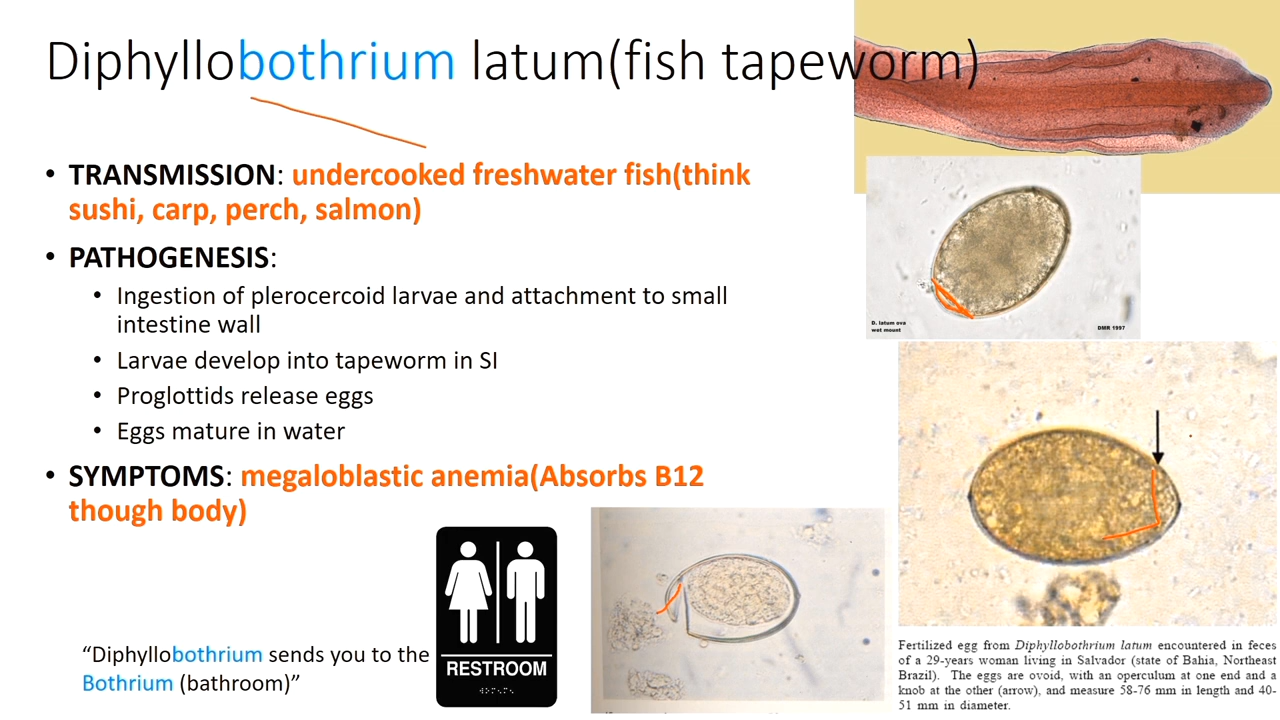 Diphyllobothrium latum(fish tapeworm)
• TRANSMISSION: undercooked freshwater fish(think
sushi, carp, perch, salmon)
• PATHOGENESIS:
• Ingestion of plerocercoid larvae and attachment to small
intestine wall
• Larvae develop into tapeworm in SI
• Proglottids release eggs
• Eggs mature in water
• SYMPTOMS: megaloblastic anemia(Absorbs B12
though body)
"Diphyllobothrium sends you to the
Bothrium (bathroom)"
RESTROOM
D. latum ova
wet mount
DMR 1997
Fertilized egg from Diphyllobothrium latum encountered in feces
of a 29-years woman living in Salvador (state of Bahia, Northeast
Brazil). The eggs are ovoid, with an operculum at one end and a
knob at the other (arrow), and measure 58-76 mm in length and 40-
51 mm in diameter.